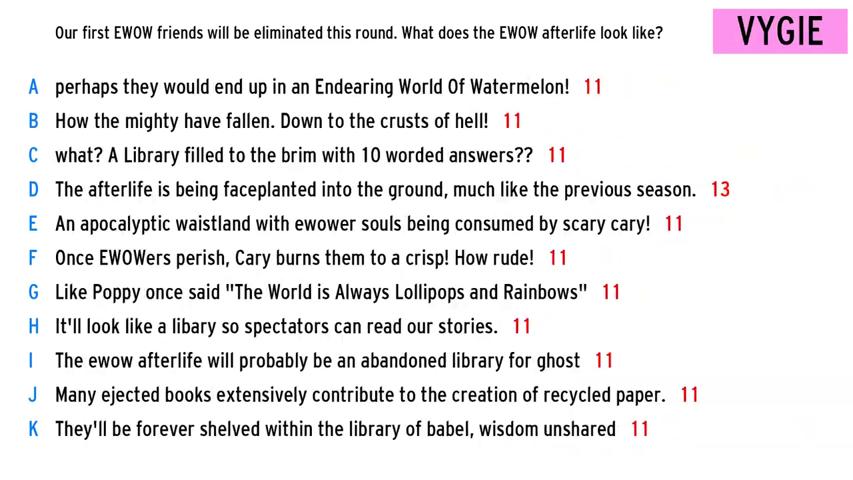 Our first EWOW friends will be eliminated this round. What does the EWOW afterlife look like?
VYGIE
A perhaps they would end up in an Endearing World Of Watermelon! 11
B How the mighty have fallen. Down to the crusts of hell! 11
C what? A Library filled to the brim with 10 worded answers?? 11
D The afterlife is being faceplanted into the ground, much like the previous season. 13
E An apocalyptic waistland with ewower souls being consumed by scary cary! 11
F Once EWOWers perish, Cary burns them to a crisp! How rude! 11
G Like Poppy once said "The World is Always Lollipops and Rainbows" 11
H It'll look like a libary so spectators can read our stories. 11
I The ewow afterlife will probably be an abandoned library for ghost 11
J Many ejected books extensively contribute to the creation of recycled paper. 11
K They'll be forever shelved within the library of babel, wisdom unshared 11